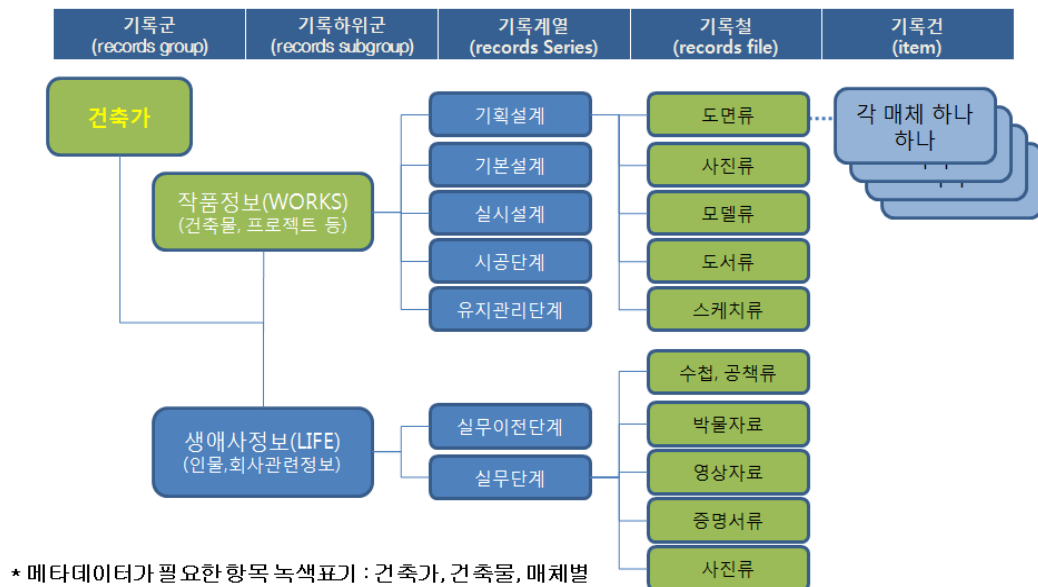 기록군
(records group)
기록하위군
(records subgroup)
기록계열
(records Series)
기록철
(records file)
기록건
(item)
건축가
작품정보(WORKS)
(건축물, 프로젝트 등)
기획설계
기본설계
실시설계
시공단계
유지관리단계
도면류
사진류
모델류
도서류
스케치류
각 매체 하나
하나
생애사정보(LIFE)
(인물,회사관련정보)
실무이전단계
실무단계
수첩, 공책류
박물자료
영상자료
증명서류
사진류
* 메타데이터가 필요한 항목 녹색표기 : 건축가, 건축물, 매체별